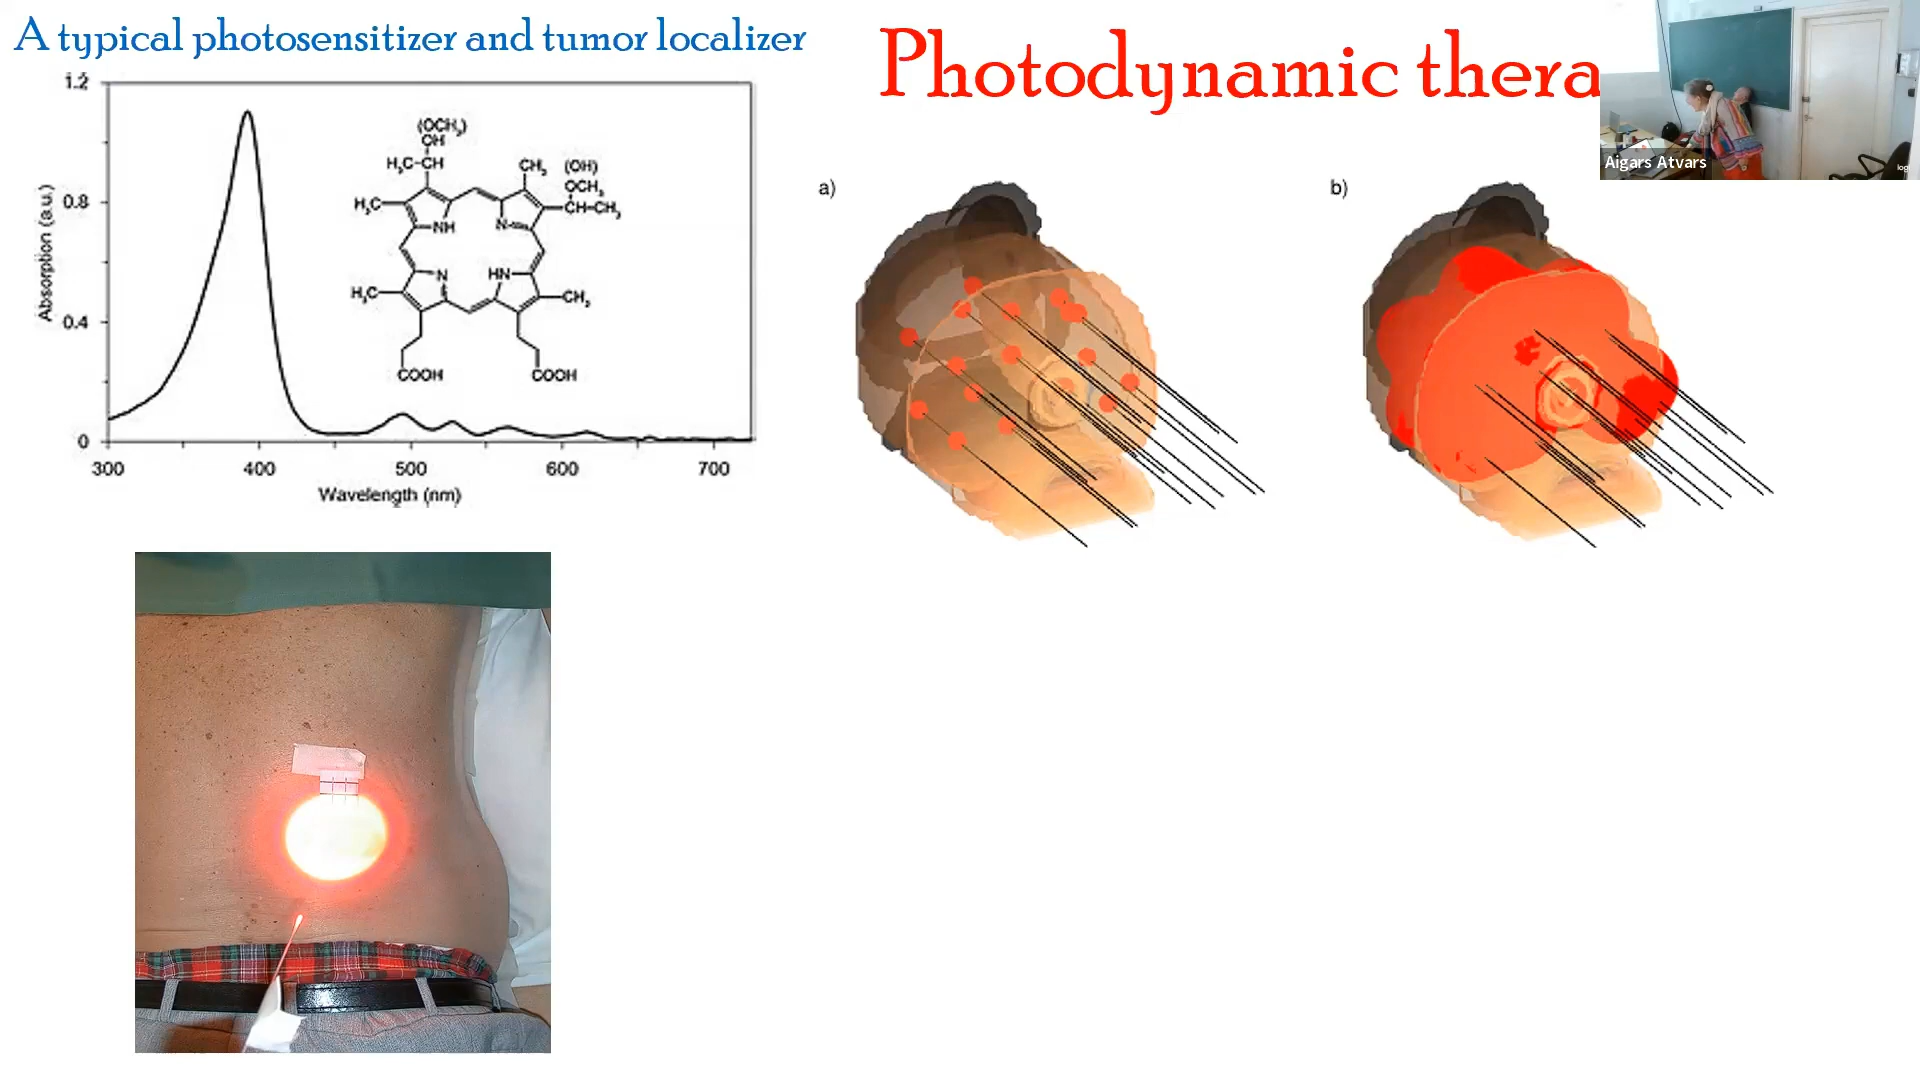 A typical photosensitizer and tumor localizer
Photodynamic thera
Aigars Atvars
1.2
0.8
0.4
0
Absorption (a.u.)
300 400 500 600 700
Wavelength (nm)
(OCH₃)
OH
H₃C-CH
CH₃ (OH)
OCH₃
CH-CH₃
H₃C
NH N
N HN
H₃C CH₃
COOH COOH
a) b)